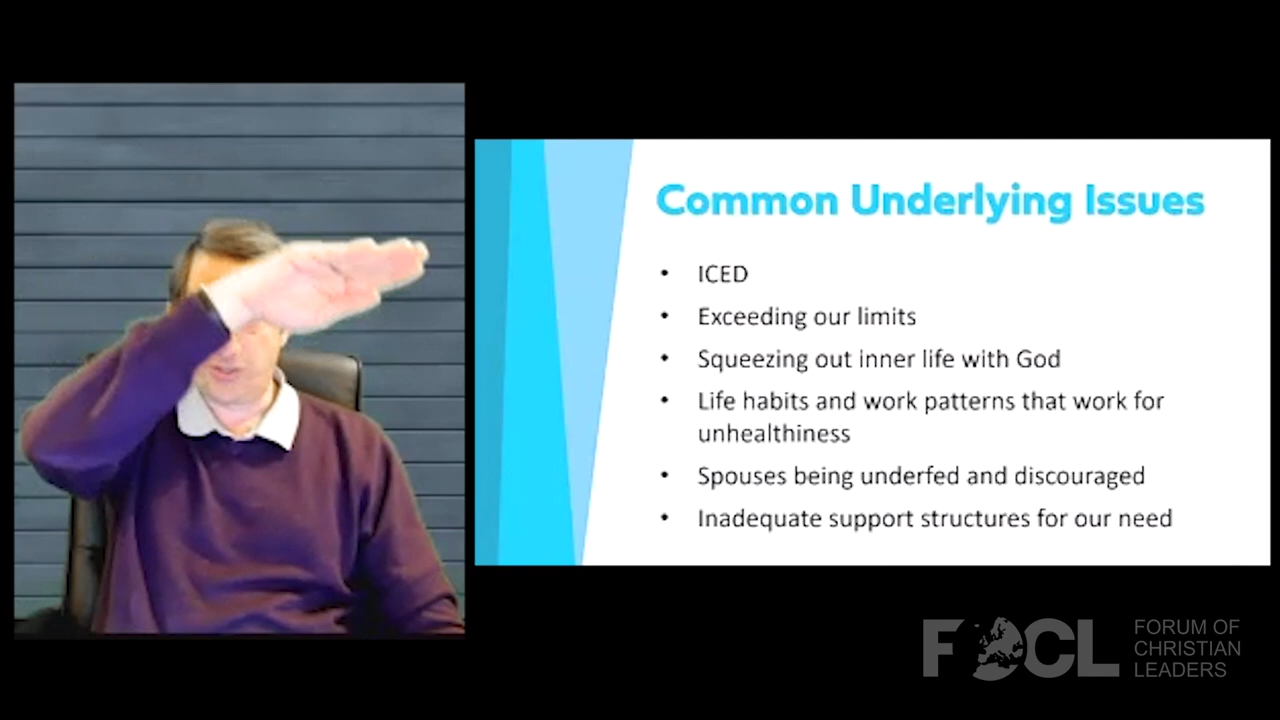 Common Underlying Issues
• ICED
• Exceeding our limits
• Squeezing out inner life with God
• Life habits and work patterns that work for
unhealthiness
• Spouses being underfed and discouraged
• Inadequate support structures for our need
FOCL
FORUM OF
CHRISTIAN
LEADERS